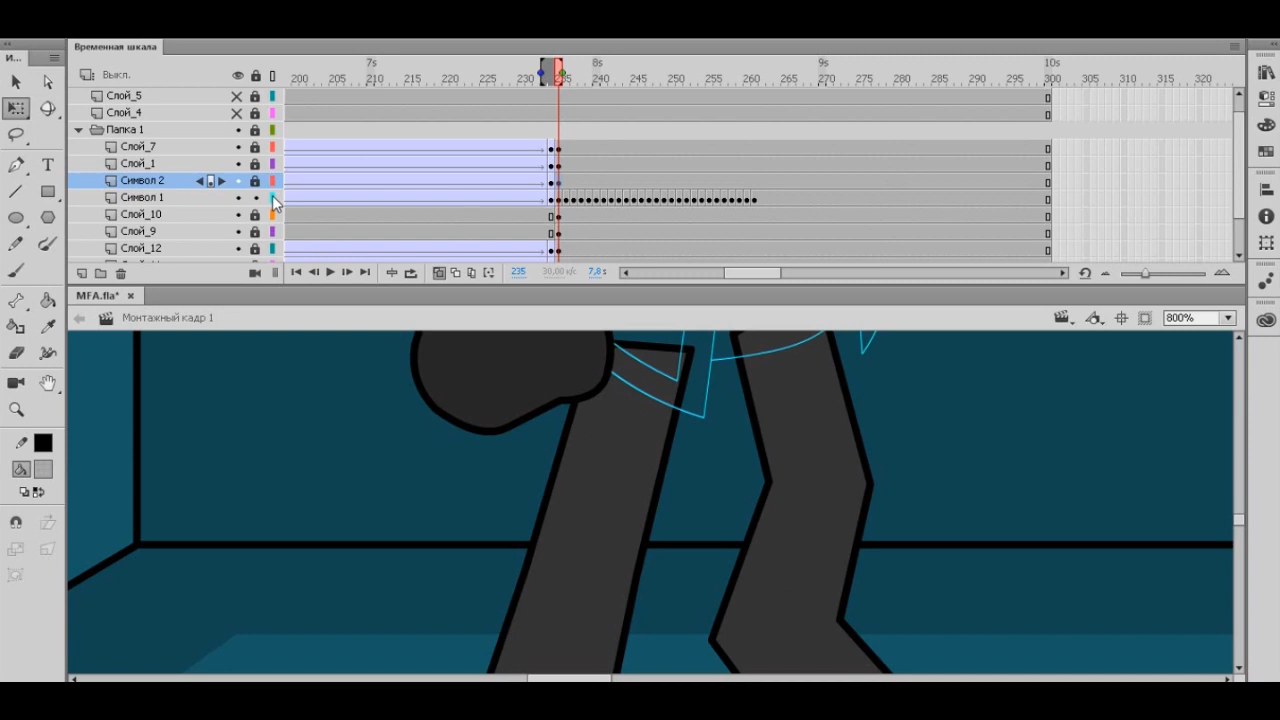 Временная шкала
И...
Выкл.
7s 8s 9s 10s
200 205 210 215 220 225 230 235 240 245 250 255 260 265 270 275 280 285 290 295 300 305 310 315 320
Слой_5
Слой_4
Папка 1
Слой_7
Слой_1
Символ 2
Символ 1
Слой_10
Слой_9
Слой_12
235 30,00 к/с 7,8 s
MFA.fla*
Монтажный кадр 1
800%